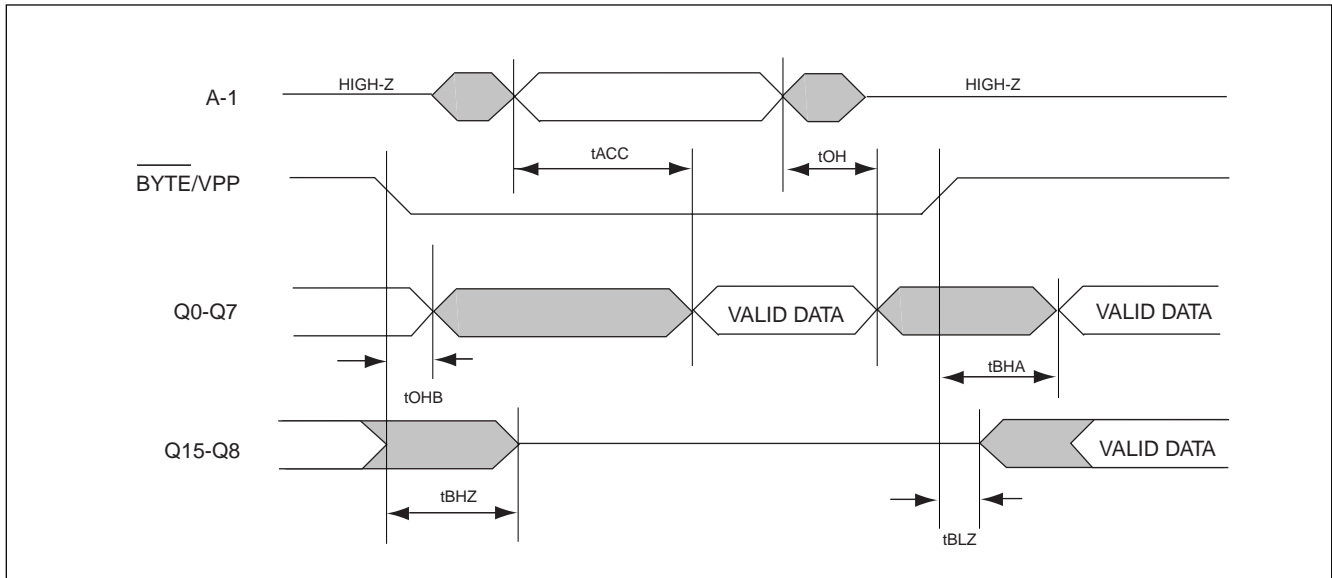 A-1
HIGH-Z
HIGH-Z
tACC
tOH
BYTE/VPP
Q0-Q7
VALID DATA
VALID DATA
tOHB
tBHA
Q15-Q8
VALID DATA
tBHZ
tBLZ